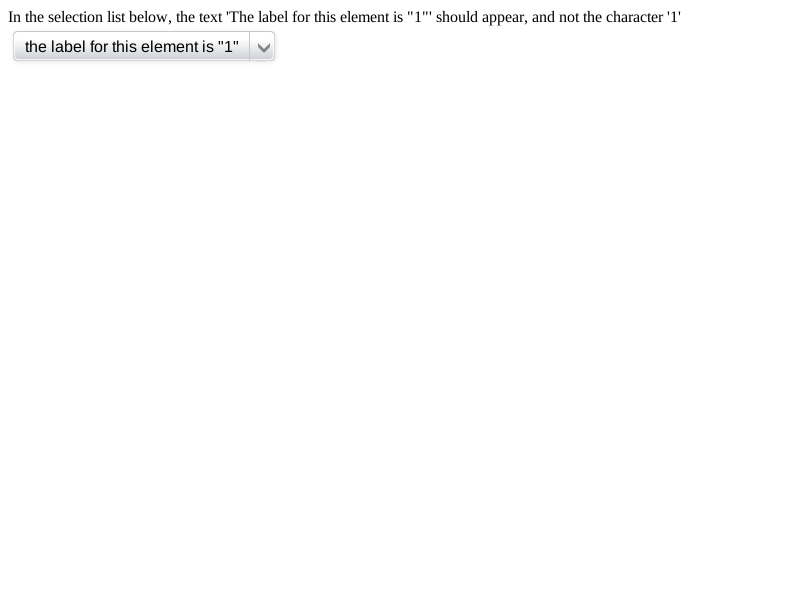 In the selection list below, the text 'The label for this element is "1"' should appear, and not the character '1'
the label for this element is "1"